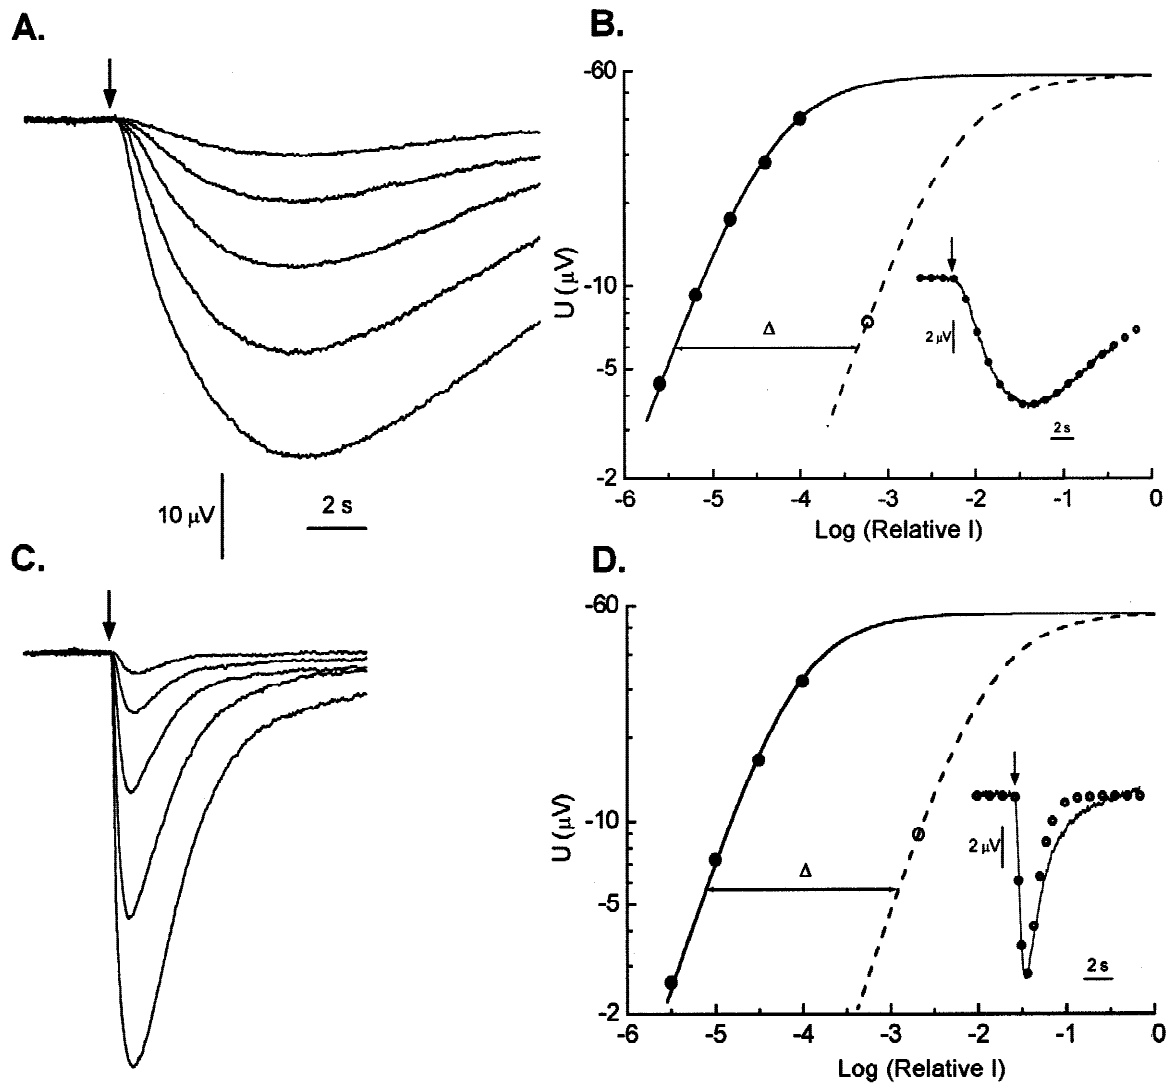 A.
10 μV
2 s
B.
-60
-10
-5
-2
U (μV)
Δ
2 μV
2 s
-6 -5 -4 -3 -2 -1 0
Log (Relative I)
C.
D.
-60
-10
-5
-2
U (μV)
Δ
2 μV
2 s
-6 -5 -4 -3 -2 -1 0
Log (Relative I)